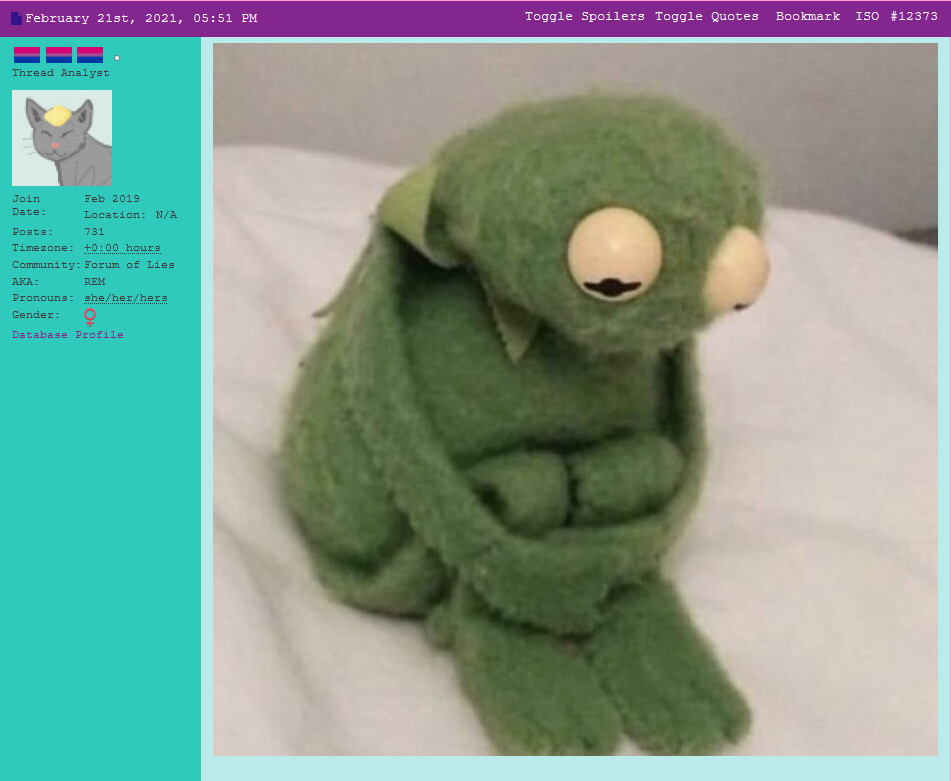 February 21st, 2021, 05:51 PM Toggle Spoilers Toggle Quotes Bookmark ISO #12373
Thread Analyst
Join Date: Feb 2019
Location: N/A
Posts: 731
Timezone: +0:00 hours
Community: Forum of Lies
AKA: REM
Pronouns: she/her/hers
Gender:
Database Profile